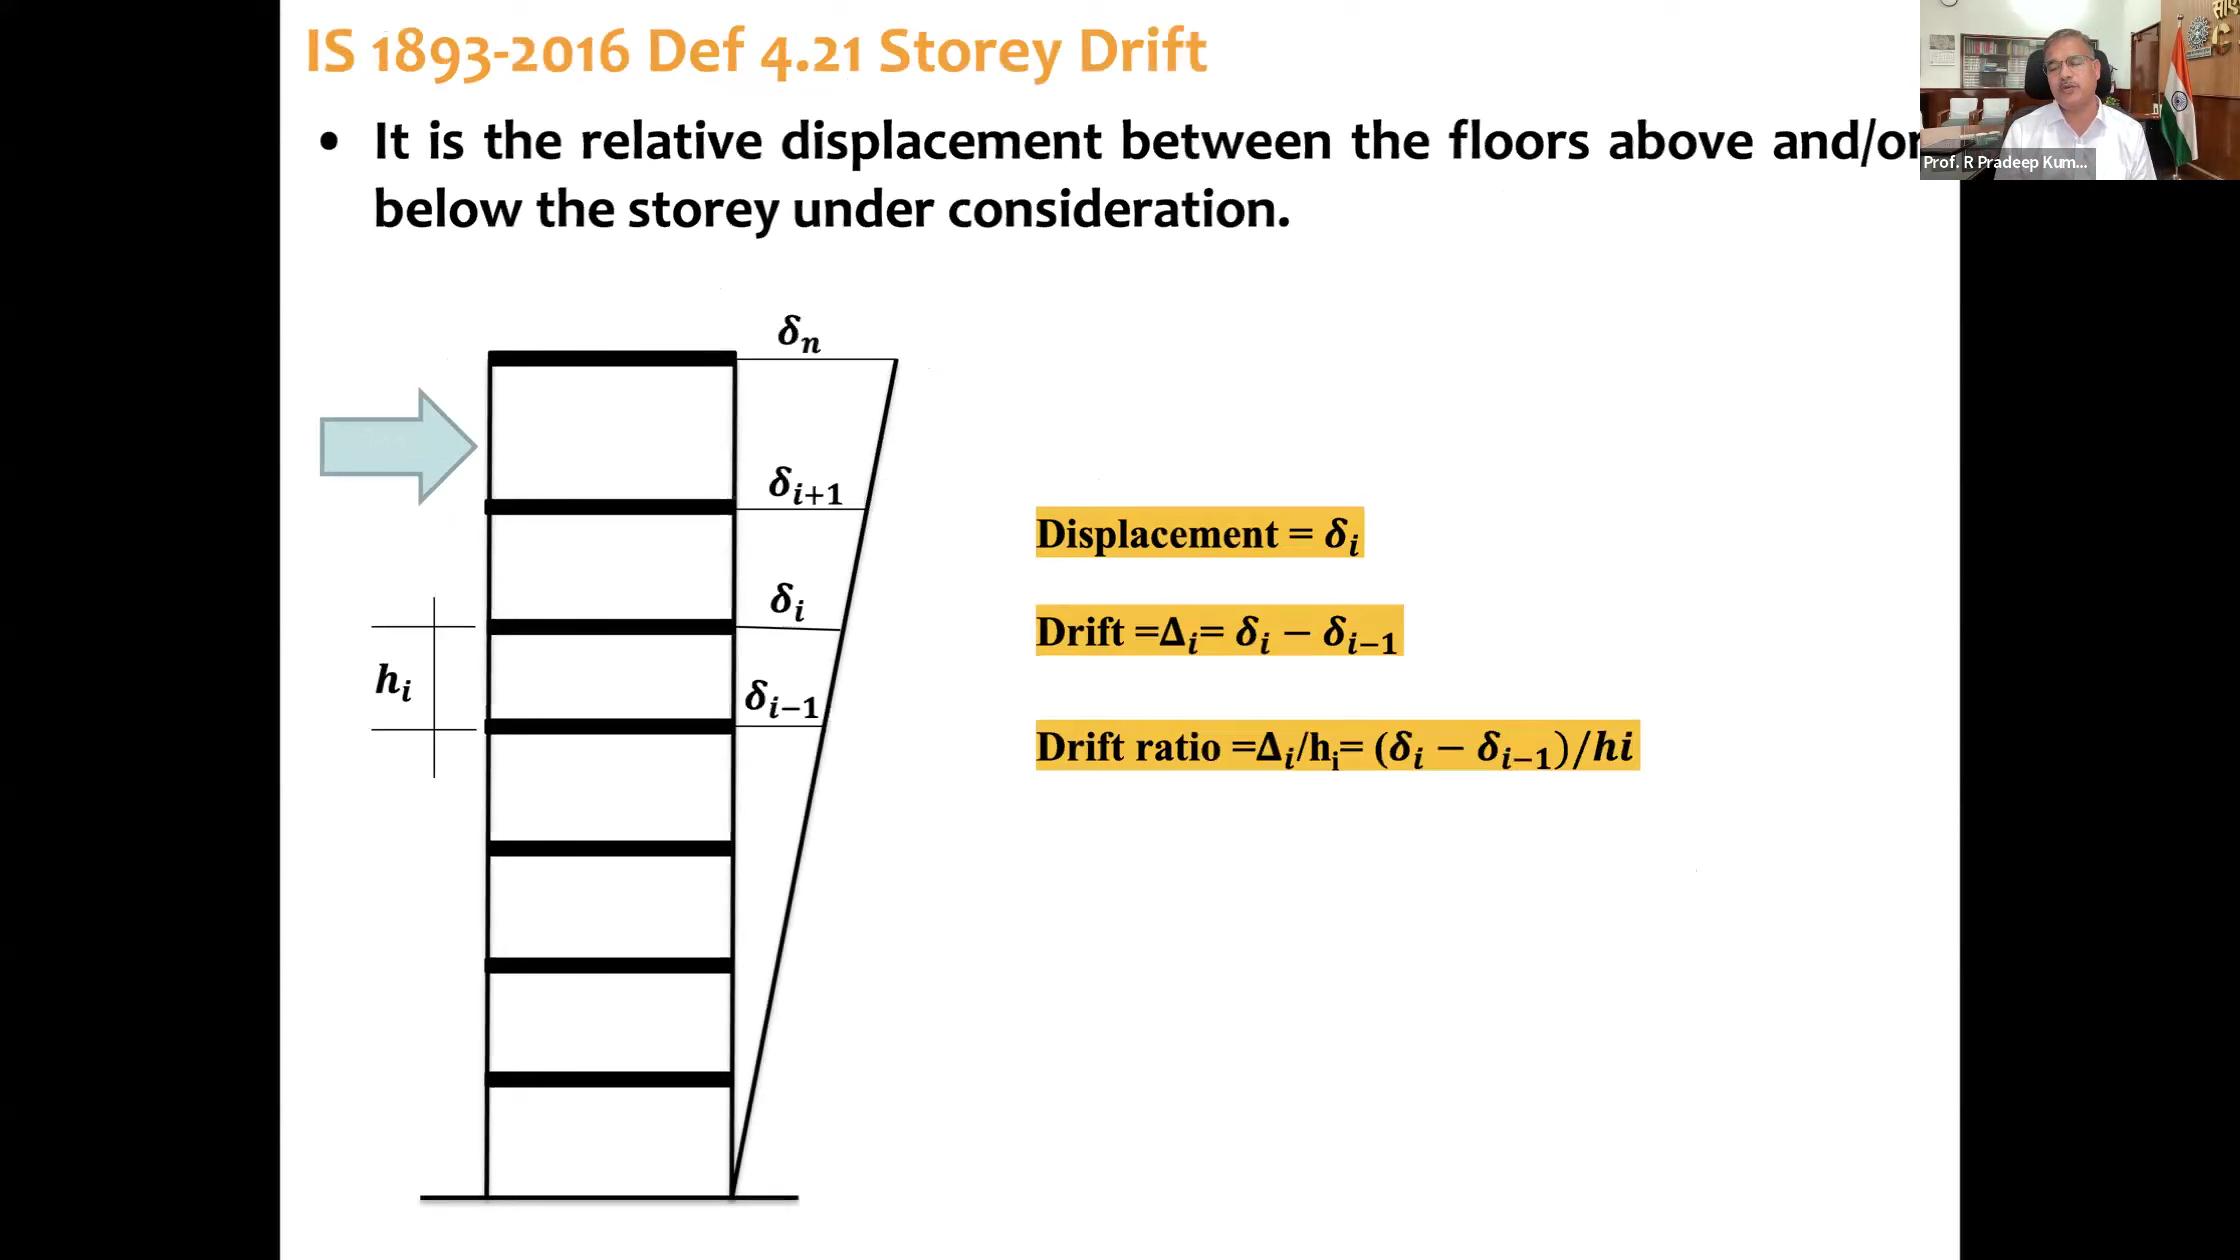 IS 1893-2016 Def 4.21 Storey Drift
• It is the relative displacement between the floors above and/or
below the storey under consideration.
Prof. R Pradeep Kum...
δₙ
δᵢ₊₁
δᵢ
hᵢ
δᵢ₋₁
Displacement = δᵢ
Drift =Δᵢ= δᵢ − δᵢ₋₁
Drift ratio =Δᵢ/hᵢ= (δᵢ − δᵢ₋₁)/hi